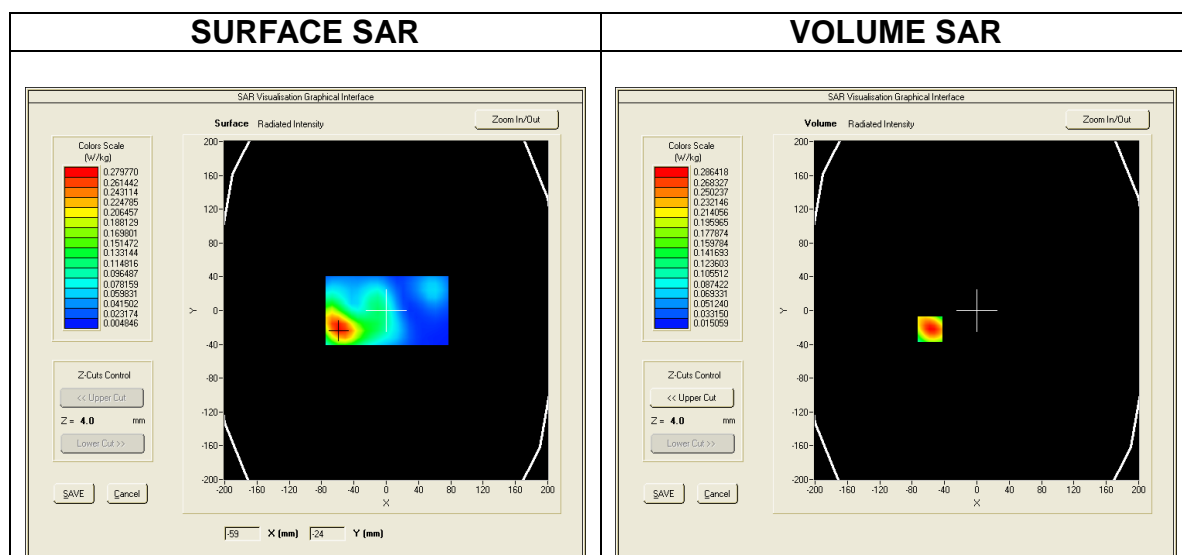 SURFACE SAR
VOLUME SAR
SAR Visualisation Graphical Interface
Surface Radiated Intensity
Zoom In/Out
Colors Scale
(W/kg)
0.279770
0.261442
0.243114
0.224785
0.206457
0.188129
0.169801
0.151472
0.133144
0.114816
0.096487
0.078159
0.059831
0.041502
0.023174
0.004846
Z-Cuts Control
<< Upper Cut
Z = 4.0 mm
Lower Cut >>
SAVE Cancel
200
160
120
80
40
0
-40
-80
-120
-160
-200
Y
-200 -160 -120 -80 -40 0 40 80 120 160 200
X
-59 X (mm) -24 Y (mm)
SAR Visualisation Graphical Interface
Volume Radiated Intensity
Zoom In/Out
Colors Scale
(W/kg)
0.286418
0.268327
0.250237
0.232146
0.214056
0.195965
0.177874
0.159784
0.141693
0.123603
0.105512
0.087422
0.069331
0.051240
0.033150
0.015059
Z-Cuts Control
<< Upper Cut
Z = 4.0 mm
Lower Cut >>
SAVE Cancel
200
160
120
80
40
0
-40
-80
-120
-160
-200
Y
-200 -160 -120 -80 -40 0 40 80 120 160 200
X